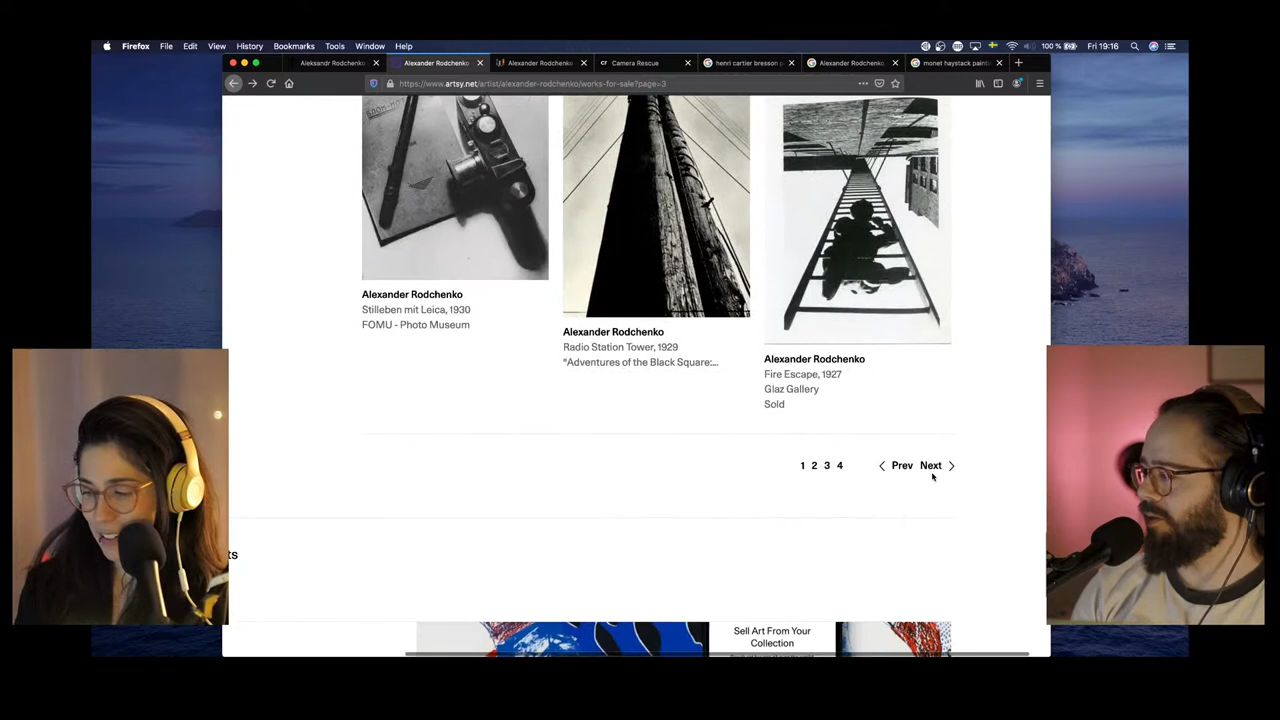 Firefox File Edit View History Bookmarks Tools Window Help 100 % Fri 19:16
Aleksandr Rodchenko Alexander Rodchenko Alexander Rodchenko Camera Rescue henri cartier bresson p Alexander Rodchenko monet haystack paint
https://www.artsy.net/artist/alexander-rodchenko/works-for-sale?page=3
Alexander Rodchenko
Stilleben mit Leica, 1930
FOMU - Photo Museum
Alexander Rodchenko
Radio Station Tower, 1929
"Adventures of the Black Square:...
Alexander Rodchenko
Fire Escape, 1927
Glaz Gallery
Sold
1 2 3 4 Prev Next
ts
Sell Art From Your
Collection